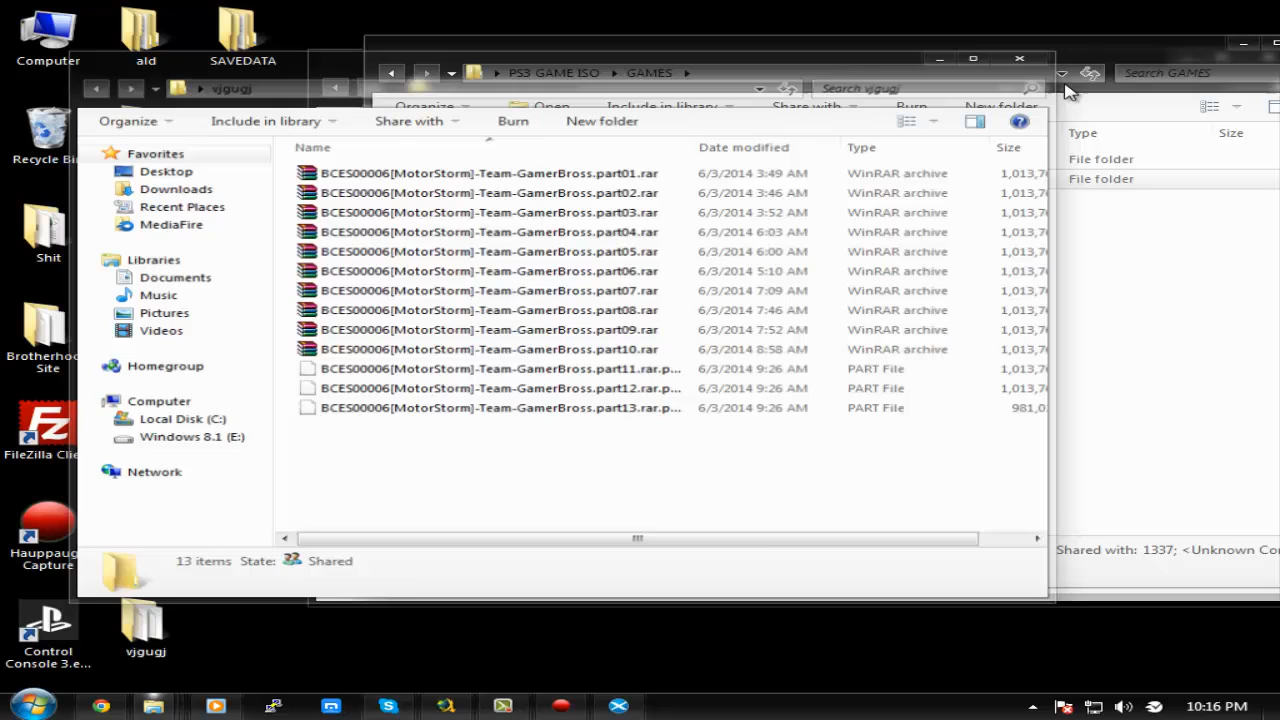 Computer
ald
SAVEDATA
Recycle Bin
Shit
Brotherhood
Site
FileZilla Clie
Hauppaug
Capture
Control
Console 3.e...
vjgugj
PS3 GAME ISO
GAMES
Search GAMES
vjgugj
Search vjgugj
Organize
Open
Include in library
Share with
Burn
New folder
Organize
Include in library
Share with
Burn
New folder
Favorites
Desktop
Downloads
Recent Places
MediaFire
Libraries
Documents
Music
Pictures
Videos
Homegroup
Computer
Local Disk (C:)
Windows 8.1 (E:)
Network
Name Date modified Type Size
BCES00006[MotorStorm]-Team-GamerBross.part01.rar 6/3/2014 3:49 AM WinRAR archive 1,013,76
BCES00006[MotorStorm]-Team-GamerBross.part02.rar 6/3/2014 3:46 AM WinRAR archive 1,013,76
BCES00006[MotorStorm]-Team-GamerBross.part03.rar 6/3/2014 3:52 AM WinRAR archive 1,013,76
BCES00006[MotorStorm]-Team-GamerBross.part04.rar 6/3/2014 6:03 AM WinRAR archive 1,013,76
BCES00006[MotorStorm]-Team-GamerBross.part05.rar 6/3/2014 6:00 AM WinRAR archive 1,013,76
BCES00006[MotorStorm]-Team-GamerBross.part06.rar 6/3/2014 5:10 AM WinRAR archive 1,013,76
BCES00006[MotorStorm]-Team-GamerBross.part07.rar 6/3/2014 7:09 AM WinRAR archive 1,013,76
BCES00006[MotorStorm]-Team-GamerBross.part08.rar 6/3/2014 7:46 AM WinRAR archive 1,013,76
BCES00006[MotorStorm]-Team-GamerBross.part09.rar 6/3/2014 7:52 AM WinRAR archive 1,013,76
BCES00006[MotorStorm]-Team-GamerBross.part10.rar 6/3/2014 8:58 AM WinRAR archive 1,013,76
BCES00006[MotorStorm]-Team-GamerBross.part11.rar.p... 6/3/2014 9:26 AM PART File 1,013,76
BCES00006[MotorStorm]-Team-GamerBross.part12.rar.p... 6/3/2014 9:26 AM PART File 1,013,76
BCES00006[MotorStorm]-Team-GamerBross.part13.rar.p... 6/3/2014 9:26 AM PART File 981,0
13 items State: Shared
Type Size
File folder
File folder
Shared with: 1337; <Unknown Co
10:16 PM